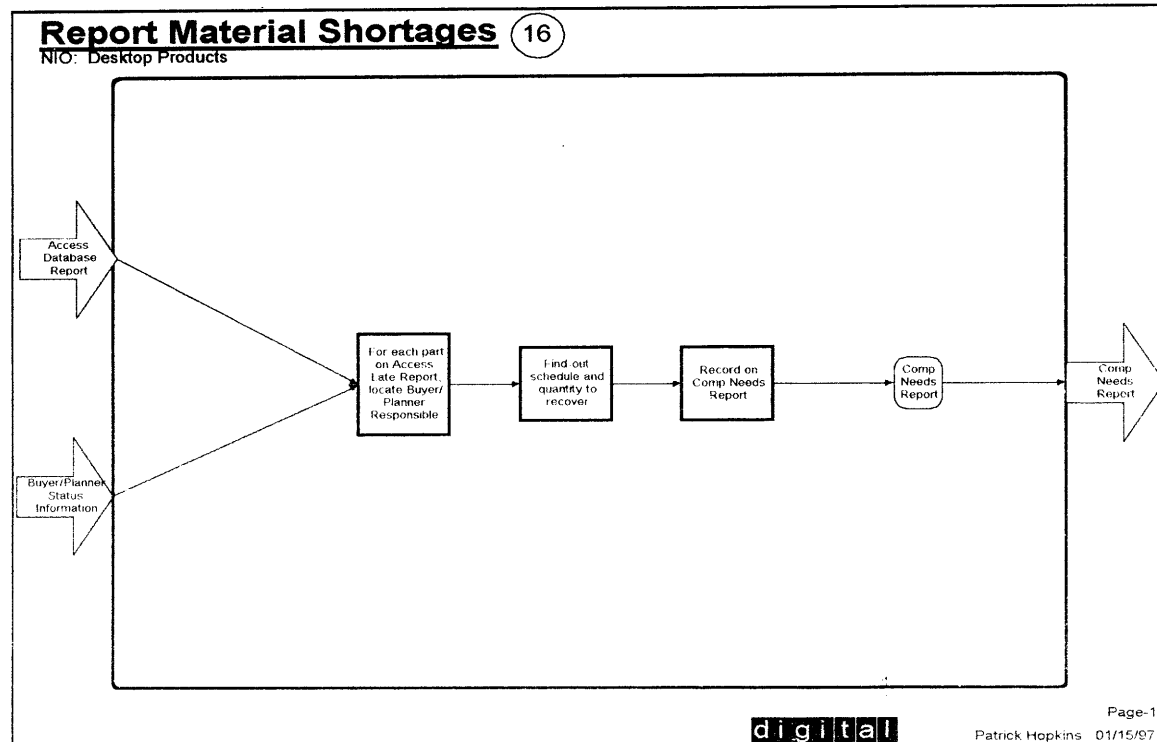 Report Material Shortages 16
NIO: Desktop Products
Access
Database
Report
Buyer/Planner
Status
Information
For each part
on Access
Late Report,
locate Buyer/
Planner
Responsible
Find out
schedule and
quantity to
recover
Record on
Comp Needs
Report
Comp
Needs
Report
Comp
Needs
Report
digital
Page-1
Patrick Hopkins 01/15/97